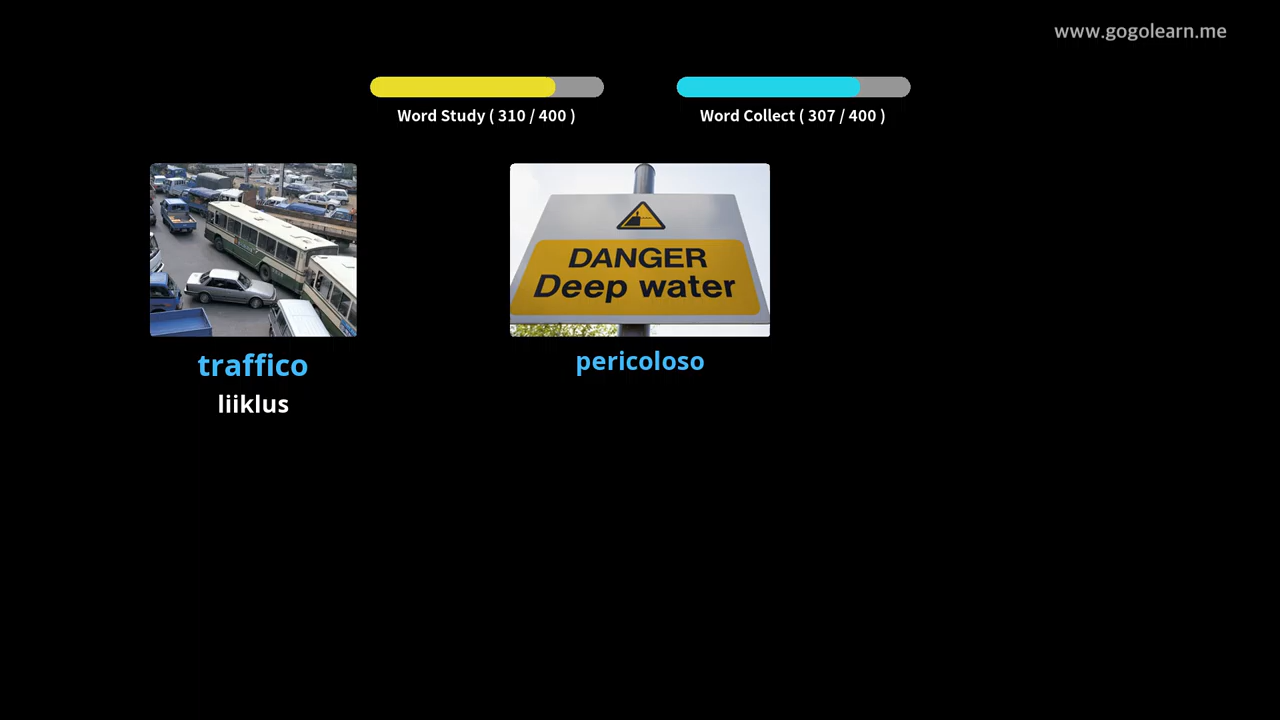 www.gogolearn.me
Word Study ( 310 / 400 )
Word Collect ( 307 / 400 )
DANGER
Deep water
traffico
liiklus
pericoloso